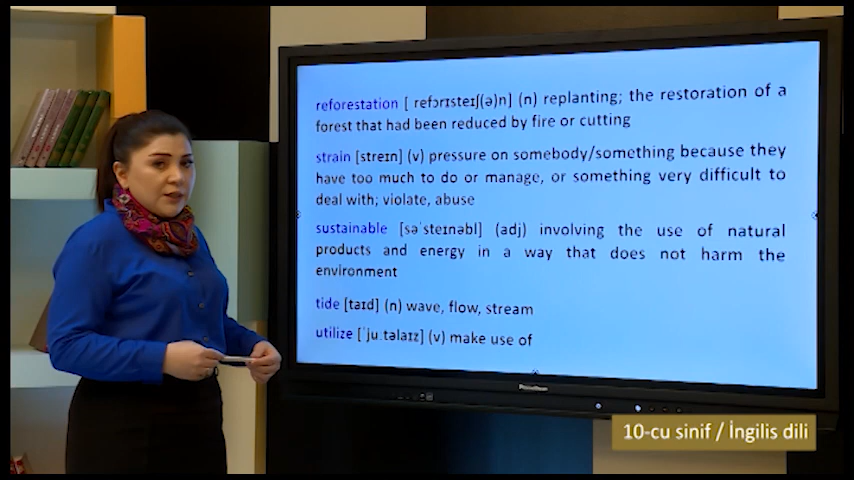 reforestation [ refɔrɪsteɪʃ(ə)n] (n) replanting; the restoration of a
forest that had been reduced by fire or cutting
strain [streɪn] (v) pressure on somebody/something because they
have too much to do or manage, or something very difficult to
deal with; violate, abuse
sustainable [səˈsteɪnəbl] (adj) involving the use of natural
products and energy in a way that does not harm the
environment
tide [taɪd] (n) wave, flow, stream
utilize [ˈjuːtəlaɪz] (v) make use of
Promethean
10-cu sinif / İngilis dili